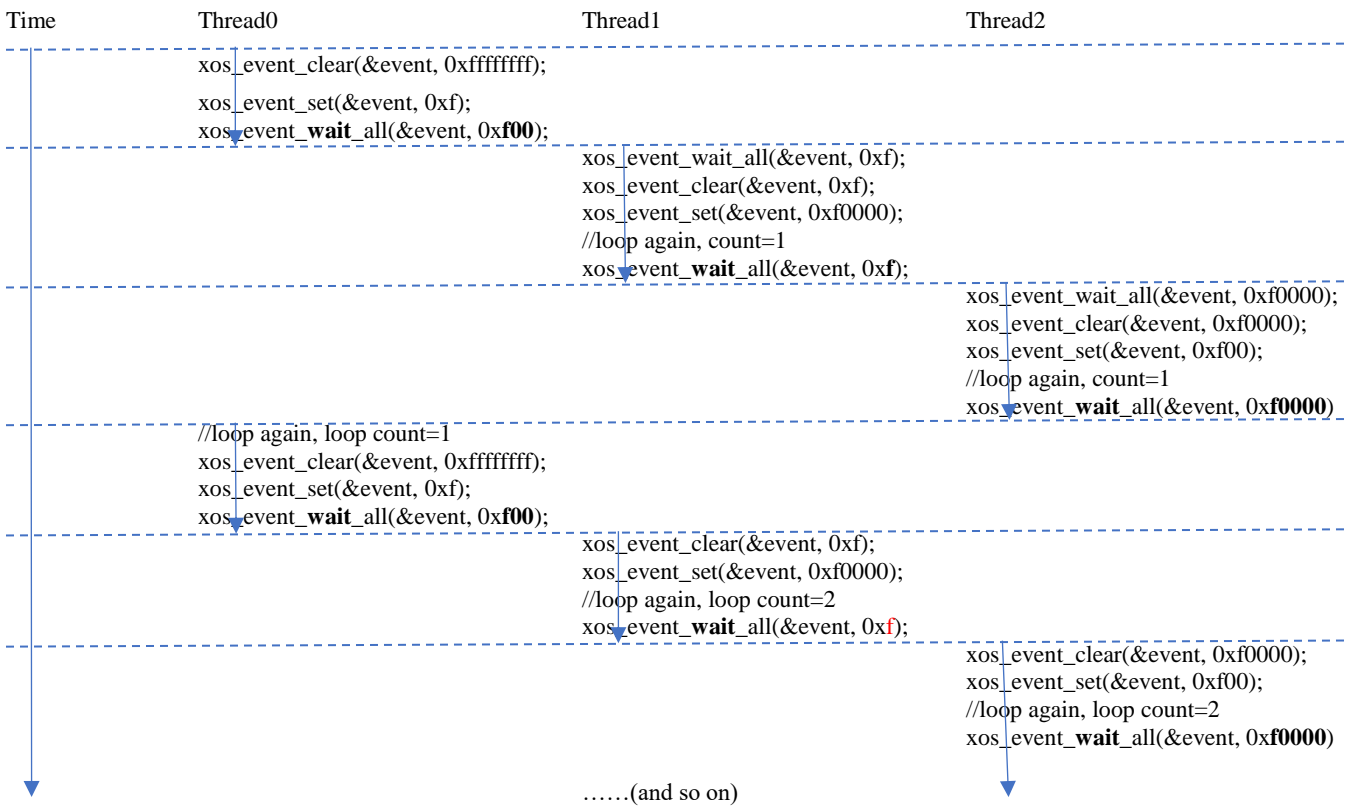 Time Thread0 Thread1 Thread2
xos_event_clear(&event, 0xffffffff);
xos_event_set(&event, 0xf);
xos_event_wait_all(&event, 0xf00);
xos_event_wait_all(&event, 0xf);
xos_event_clear(&event, 0xf);
xos_event_set(&event, 0xf0000);
//loop again, count=1
xos_event_wait_all(&event, 0xf);
xos_event_wait_all(&event, 0xf0000);
xos_event_clear(&event, 0xf0000);
xos_event_set(&event, 0xf00);
//loop again, count=1
xos_event_wait_all(&event, 0xf0000)
//loop again, loop count=1
xos_event_clear(&event, 0xffffffff);
xos_event_set(&event, 0xf);
xos_event_wait_all(&event, 0xf00);
xos_event_clear(&event, 0xf);
xos_event_set(&event, 0xf0000);
//loop again, loop count=2
xos_event_wait_all(&event, 0xf);
xos_event_clear(&event, 0xf0000);
xos_event_set(&event, 0xf00);
//loop again, loop count=2
xos_event_wait_all(&event, 0xf0000)
……(and so on)